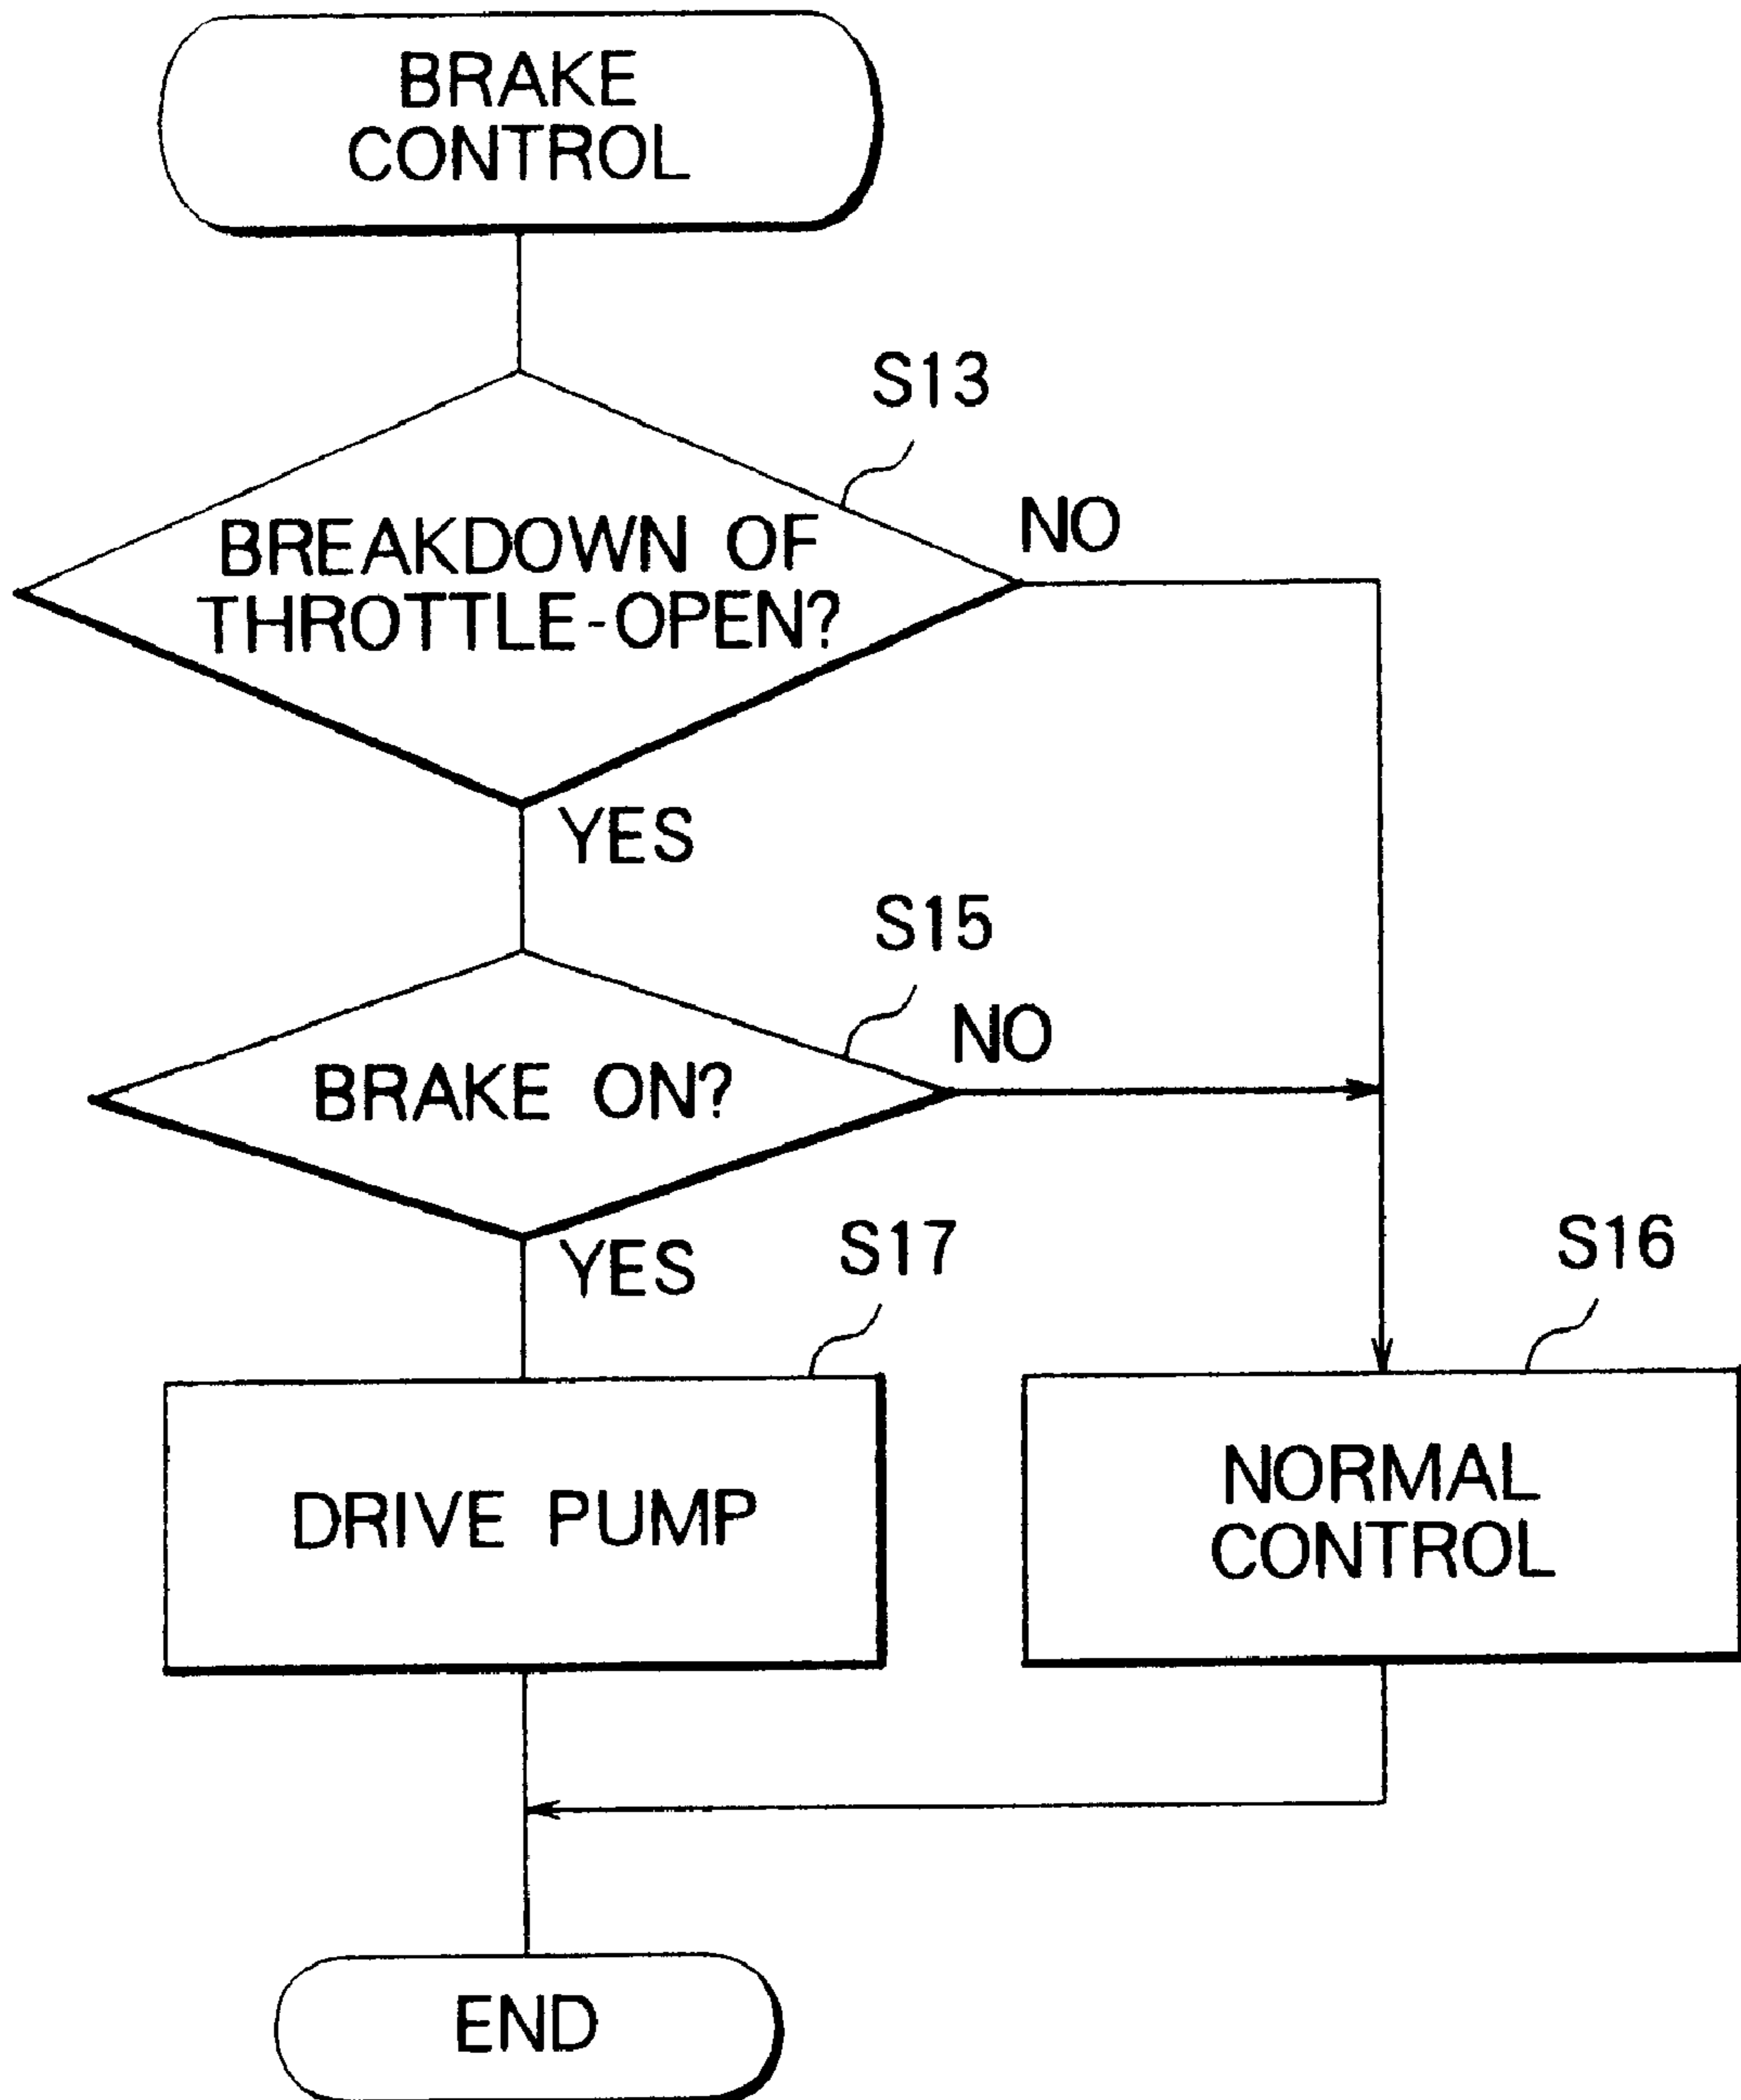 BRAKE
CONTROL
S13
BREAKDOWN OF
THROTTLE-OPEN?
NO
YES
S15
BRAKE ON?
NO
YES
S17
S16
DRIVE PUMP
NORMAL
CONTROL
END